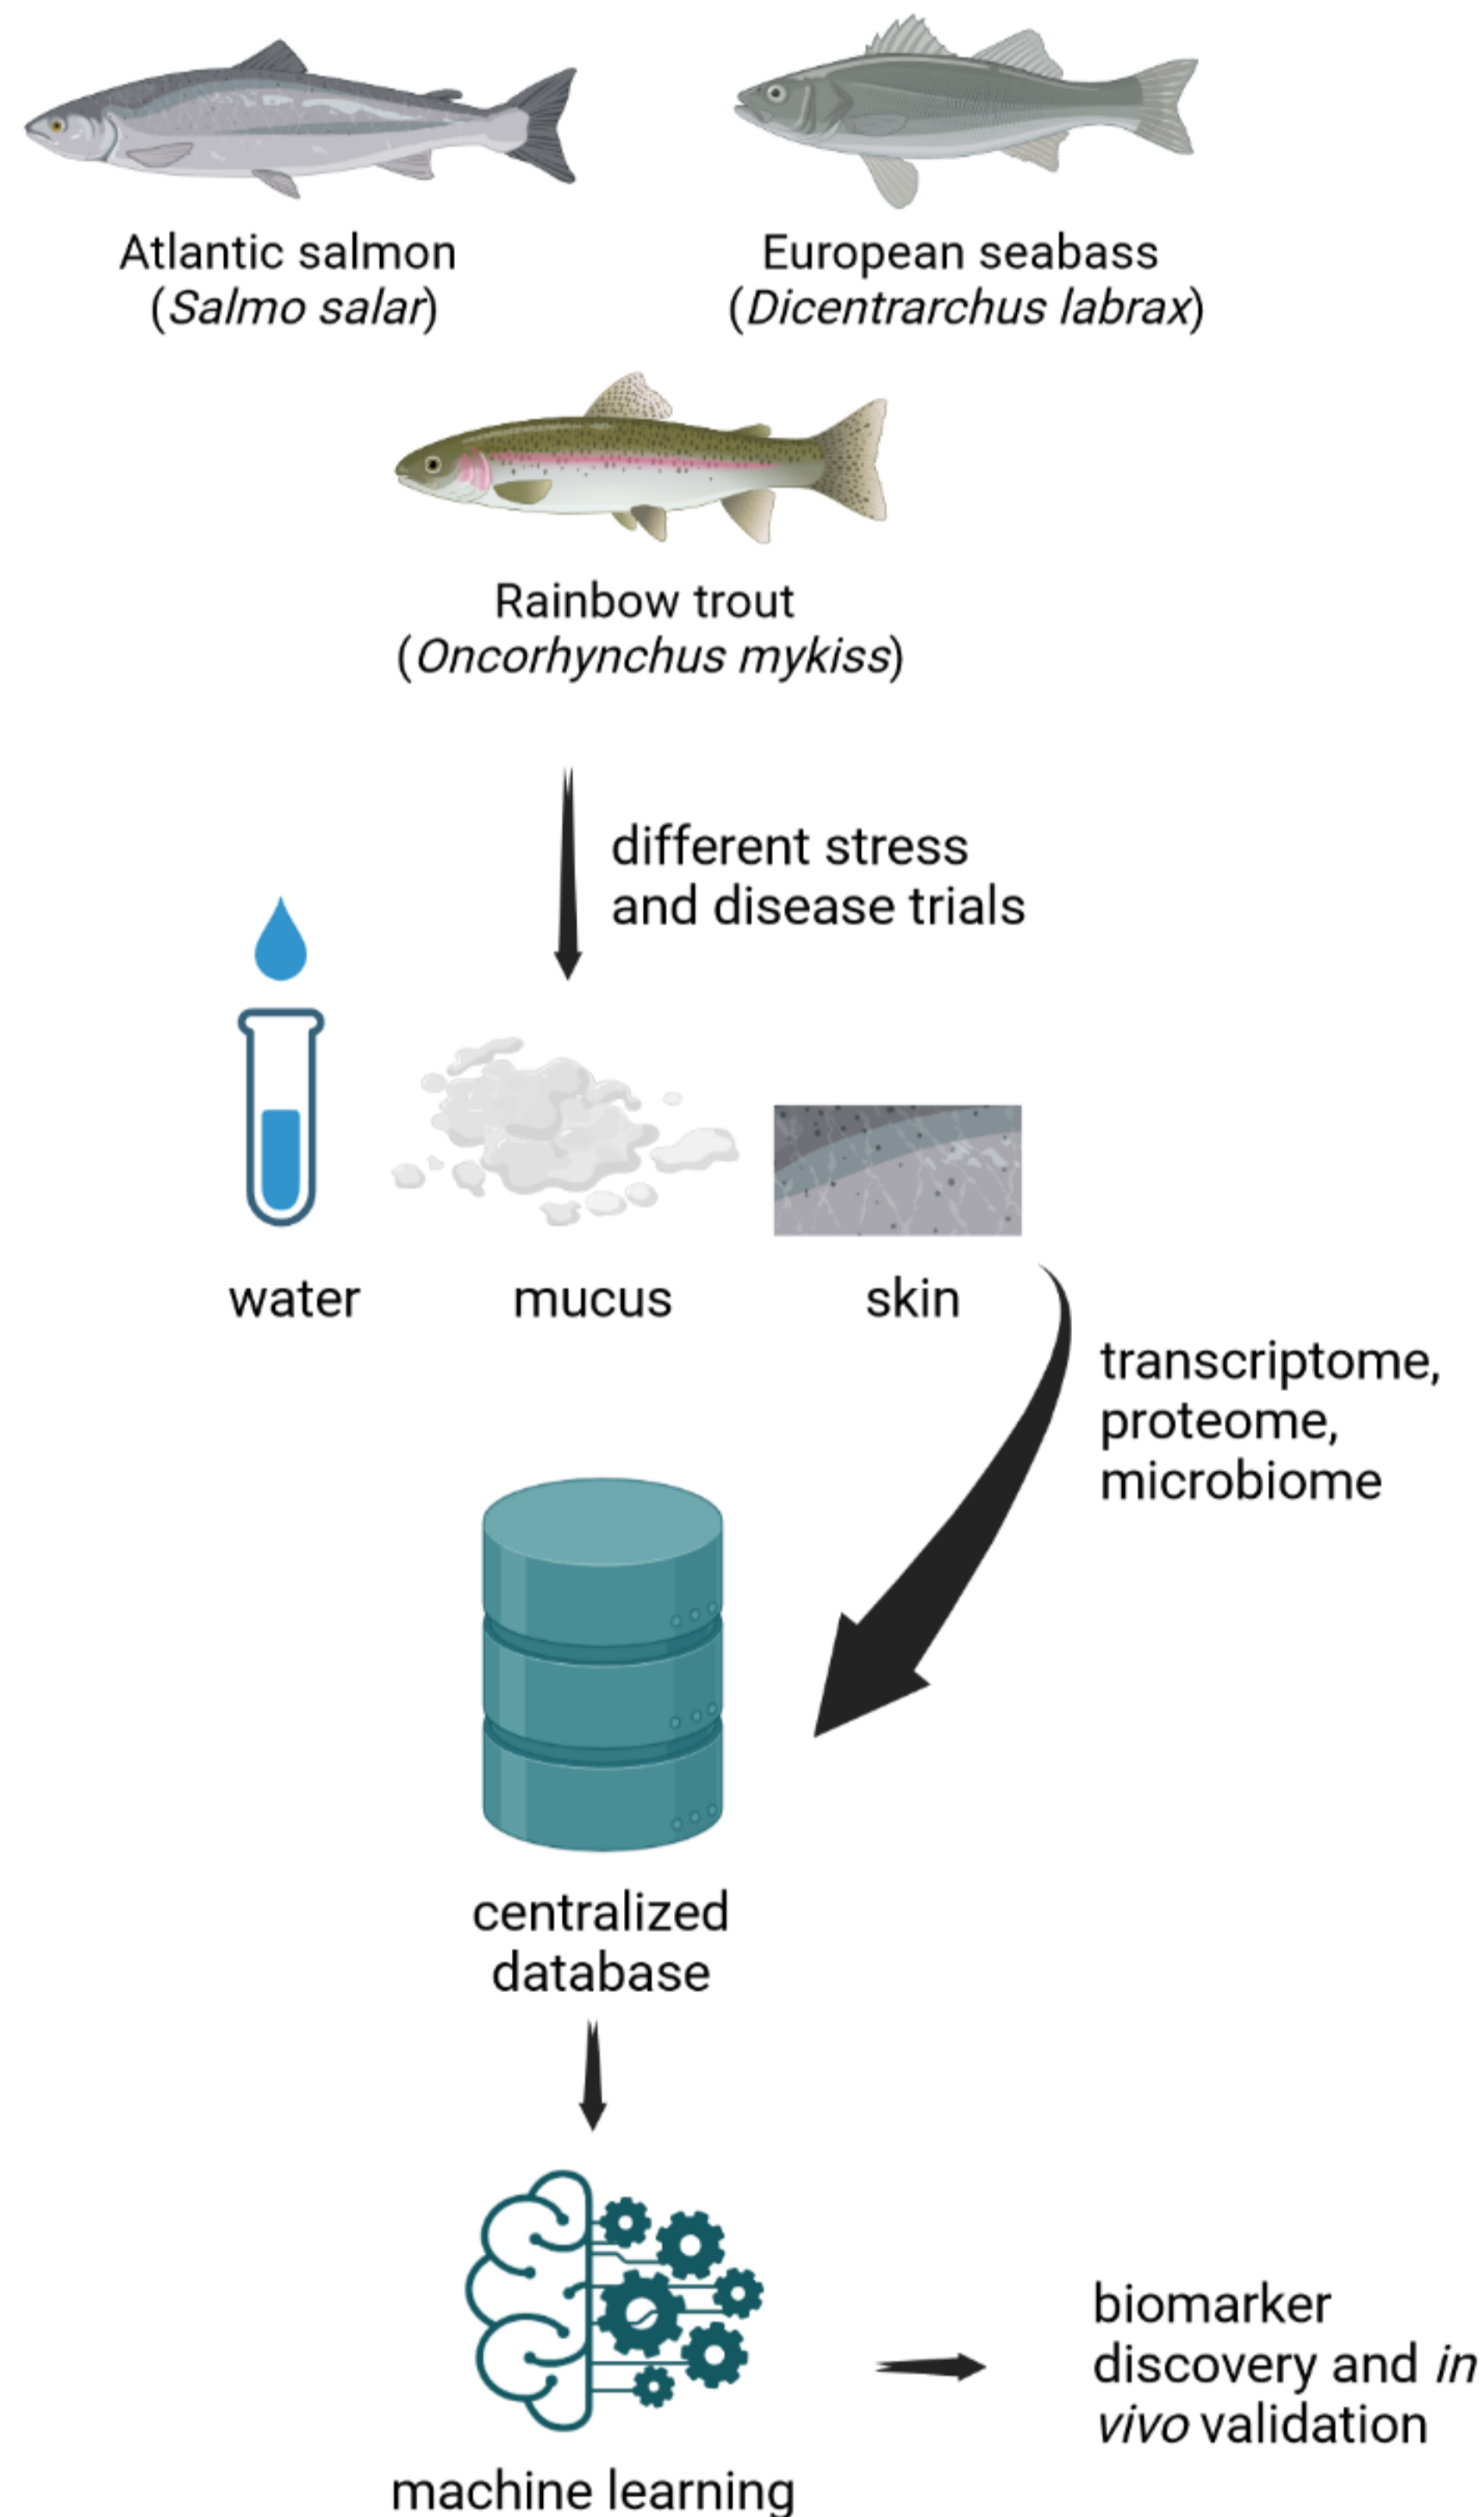 Atlantic salmon
(Salmo salar)
European seabass
(Dicentrarchus labrax)
Rainbow trout
(Oncorhynchus mykiss)
different stress
and disease trials
water
mucus
skin
transcriptome,
proteome,
microbiome
centralized
database
machine learning
biomarker
discovery and in
vivo validation